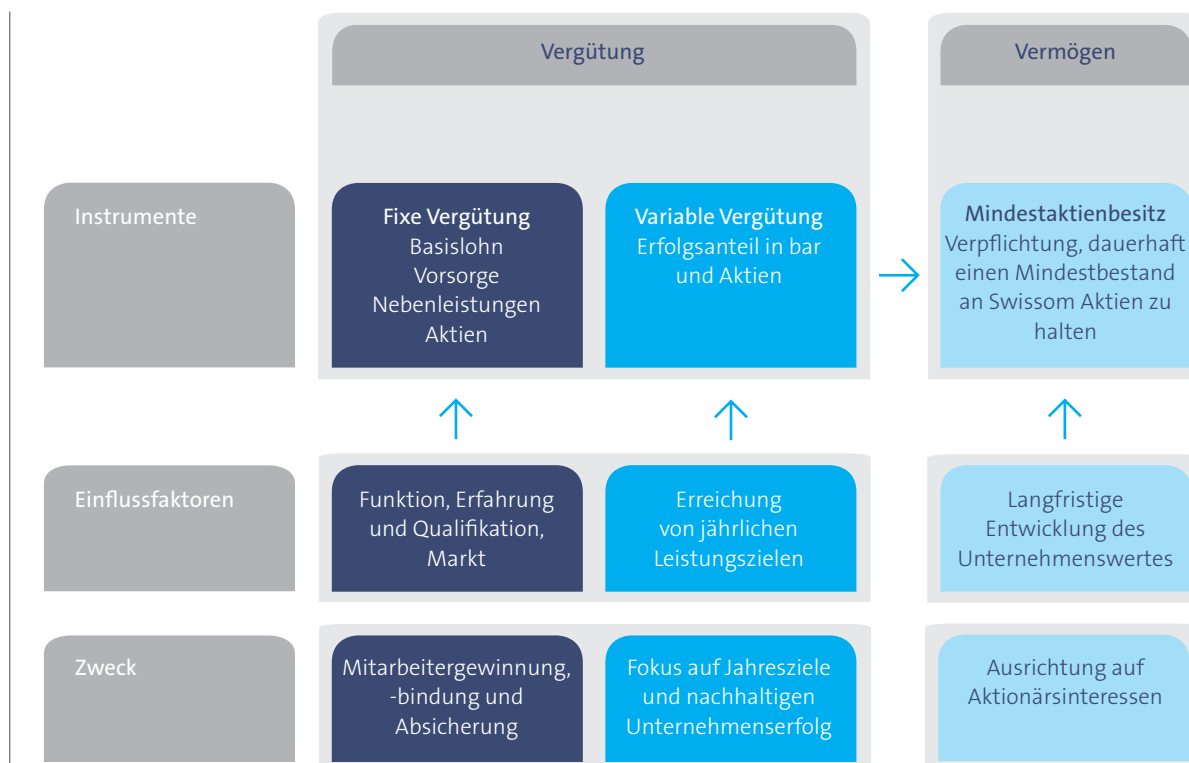 Vergütung
Vermögen
Instrumente
Fixe Vergütung
Basislohn
Vorsorge
Nebenleistungen
Aktien
Variable Vergütung
Erfolgsanteil in bar
und Aktien
Mindestaktienbesitz
Verpflichtung, dauerhaft
einen Mindestbestand
an Swissom Aktien zu
halten
Einflussfaktoren
Funktion, Erfahrung
und Qualifikation,
Markt
Erreichung
von jährlichen
Leistungszielen
Langfristige
Entwicklung des
Unternehmenswertes
Zweck
Mitarbeitergewinnung,
-bindung und
Absicherung
Fokus auf Jahresziele
und nachhaltigen
Unternehmenserfolg
Ausrichtung auf
Aktionärsinteressen